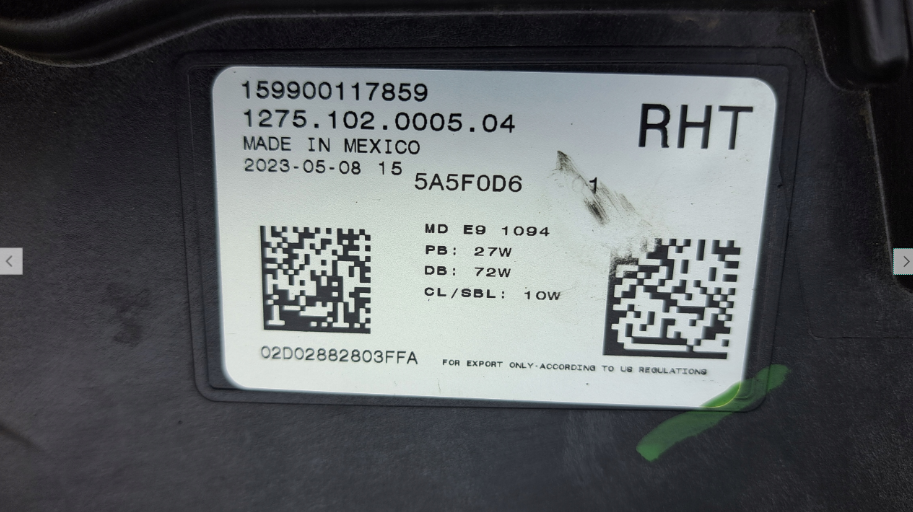 159900117859
1275.102.0005.04
RHT
MADE IN MEXICO
2023-05-08 15
5A5F0D6
1
MD E9 1094
PB: 27W
DB: 72W
CL/SBL: 10W
02D02882803FFA
FOR EXPORT ONLY-ACCORDING TO US REGULATIONS